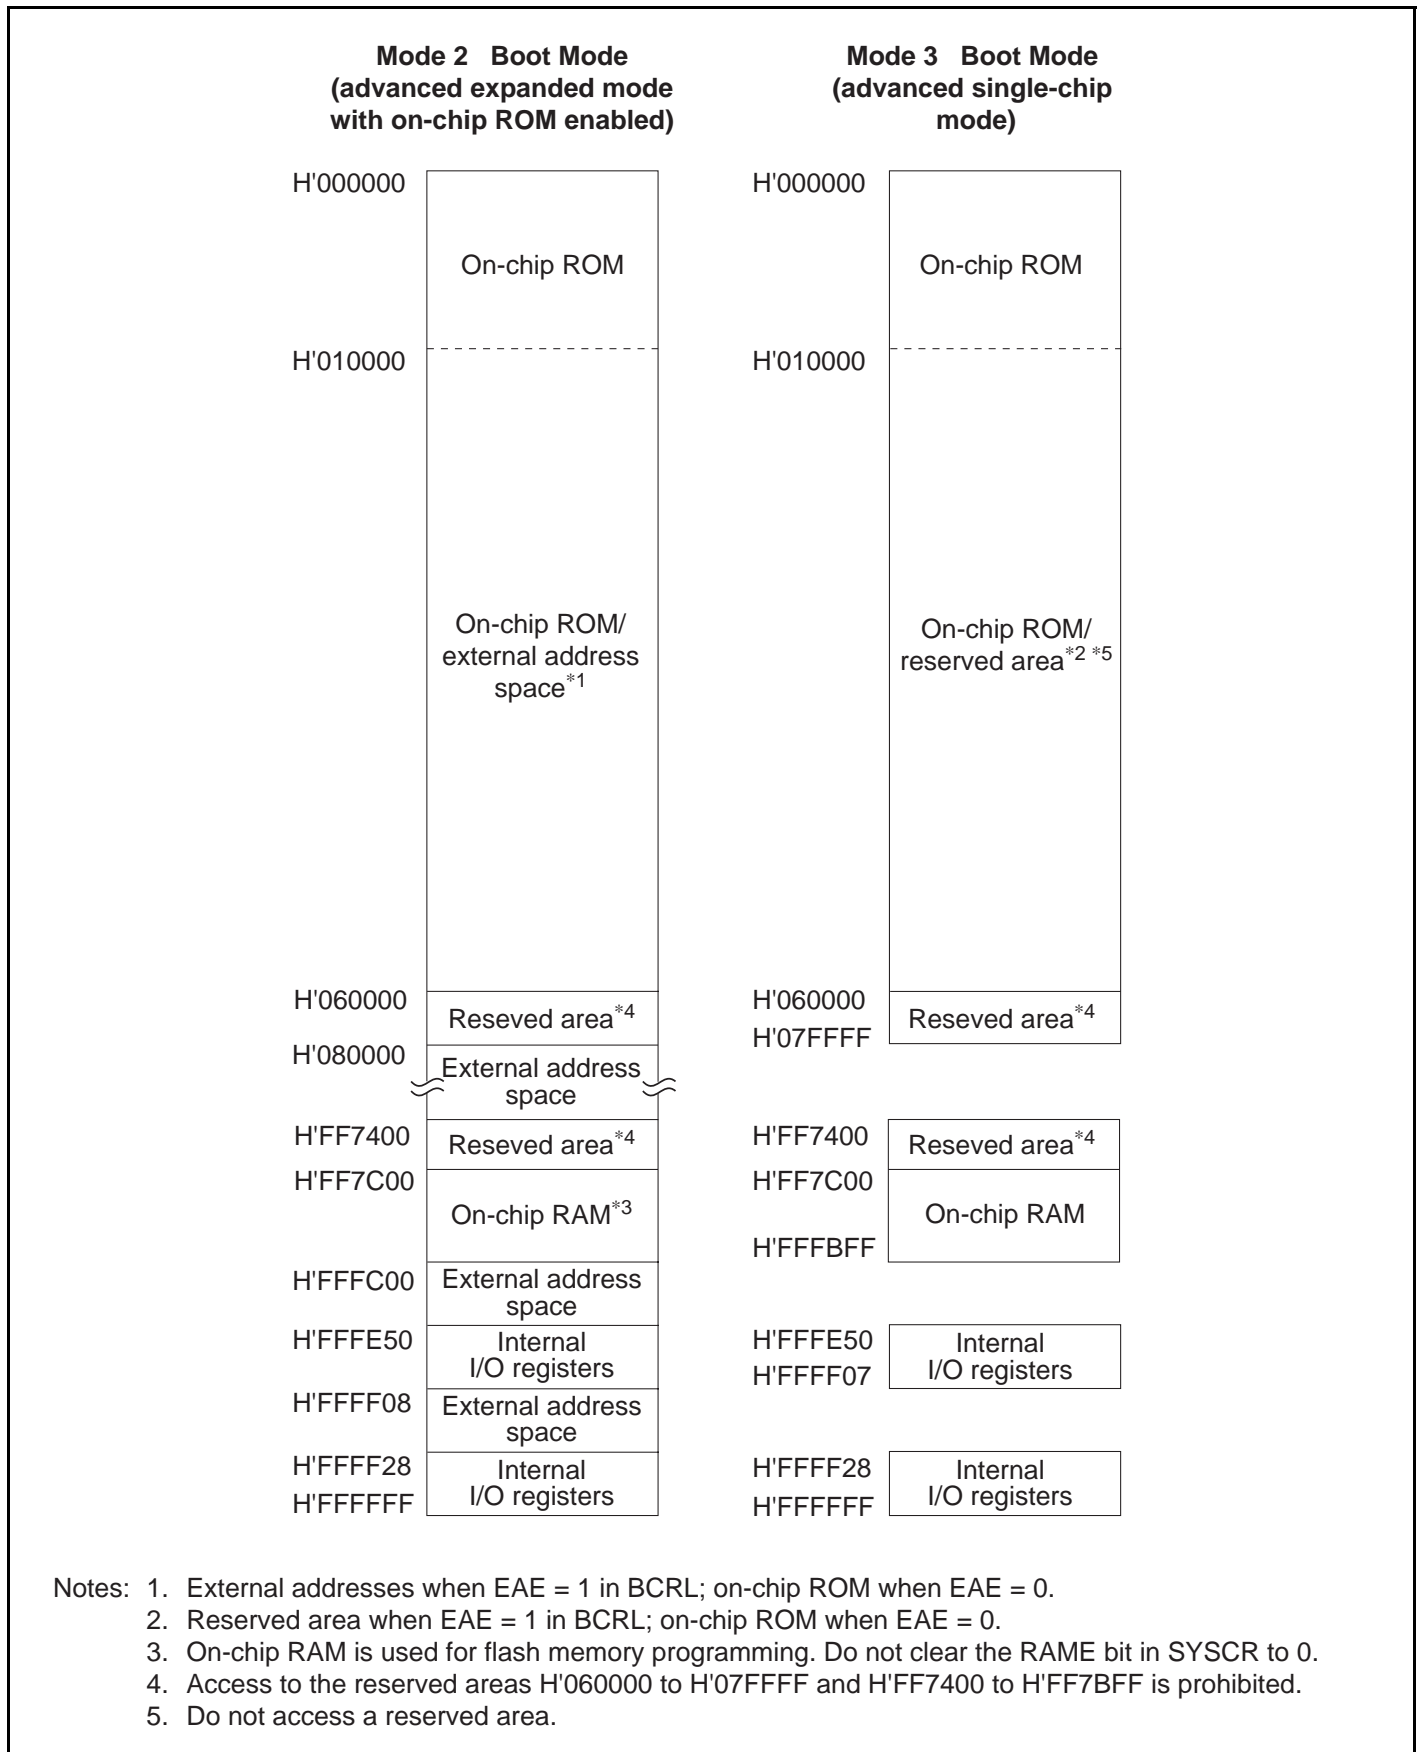 Mode 2   Boot Mode
(advanced expanded mode
with on-chip ROM enabled)
H'000000
On-chip ROM
H'010000
On-chip ROM/
external address
space*1
H'060000
Reseved area*4
H'080000
External address
space
H'FF7400
Reseved area*4
H'FF7C00
On-chip RAM*3
H'FFFC00
External address
space
H'FFFE50
Internal
I/O registers
H'FFFF08
External address
space
H'FFFF28
Internal
I/O registers
H'FFFFFF
Mode 3   Boot Mode
(advanced single-chip
mode)
H'000000
On-chip ROM
H'010000
On-chip ROM/
reserved area*2 *5
H'060000
Reseved area*4
H'07FFFF
H'FF7400
Reseved area*4
H'FF7C00
On-chip RAM
H'FFFBFF
H'FFFE50
Internal
I/O registers
H'FFFF07
H'FFFF28
Internal
I/O registers
H'FFFFFF
Notes: 1. External addresses when EAE = 1 in BCRL; on-chip ROM when EAE = 0.
2. Reserved area when EAE = 1 in BCRL; on-chip ROM when EAE = 0.
3. On-chip RAM is used for flash memory programming. Do not clear the RAME bit in SYSCR to 0.
4. Access to the reserved areas H'060000 to H'07FFFF and H'FF7400 to H'FF7BFF is prohibited.
5. Do not access a reserved area.